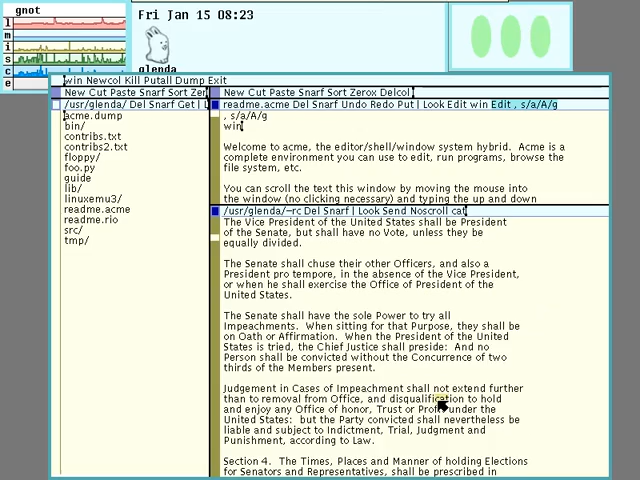 gnot
l
m
i
s
c
e
Fri Jan 15 08:23
glenda
win Newcol Kill Putall Dump Exit
New Cut Paste Snarf Sort Zer
/usr/glenda/ Del Snarf Get | L
acme.dump
bin/
contribs.txt
contribs2.txt
floppy/
foo.py
guide
lib/
linuxemu3/
readme.acme
readme.rio
src/
tmp/
New Cut Paste Snarf Sort Zerox Delcol
readme.acme Del Snarf Undo Redo Put | Look Edit win Edit , s/a/A/g
, s/a/A/g
win
Welcome to acme, the editor/shell/window system hybrid.  Acme is a
complete environment you can use to edit, run programs, browse the
file system, etc.
You can scroll the text this window by moving the mouse into
the window (no clicking necessary) and typing the up and down
/usr/glenda/-rc Del Snarf | Look Send Noscroll cat
The Vice President of the United States shall be President
of the Senate, but shall have no Vote, unless they be
equally divided.
The Senate shall chuse their other Officers, and also a
President pro tempore, in the absence of the Vice President,
or when he shall exercise the Office of President of the
United States.
The Senate shall have the sole Power to try all
Impeachments.  When sitting for that Purpose, they shall be
on Oath or Affirmation.  When the President of the United
States is tried, the Chief Justice shall preside:  And no
Person shall be convicted without the Concurrence of two
thirds of the Members present.
Judgement in Cases of Impeachment shall not extend further
than to removal from Office, and disqualification to hold
and enjoy any Office of honor, Trust or Profit under the
United States:  but the Party convicted shall nevertheless be
liable and subject to Indictment, Trial, Judgment and
Punishment, according to Law.
Section 4.  The Times, Places and Manner of holding Elections
for Senators and Representatives, shall be prescribed in